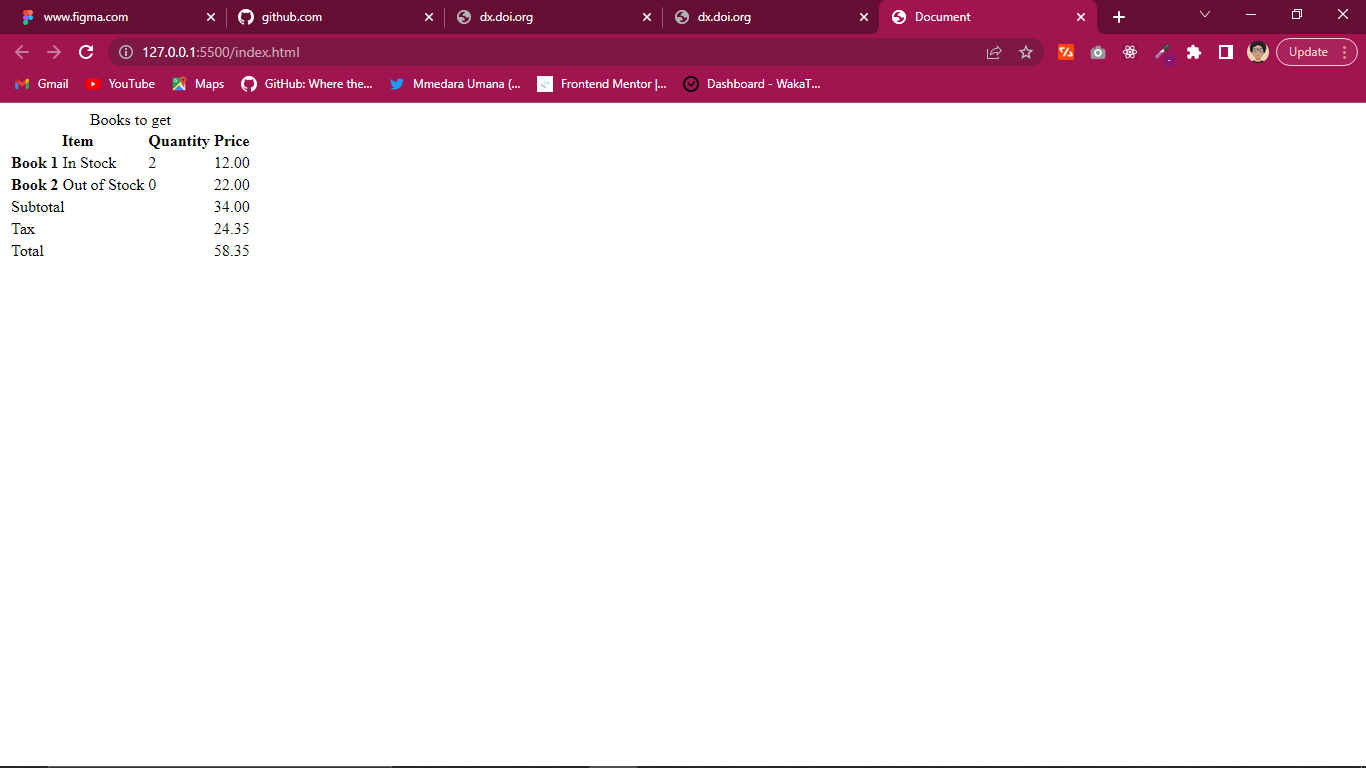 www.figma.com github.com dx.doi.org dx.doi.org Document
127.0.0.1:5500/index.html Update
Gmail YouTube Maps GitHub: Where the... Mmedara Umana (... Frontend Mentor |... Dashboard - WakaT...
Books to get
Item Quantity Price
Book 1 In Stock 2 12.00
Book 2 Out of Stock 0 22.00
Subtotal 34.00
Tax 24.35
Total 58.35